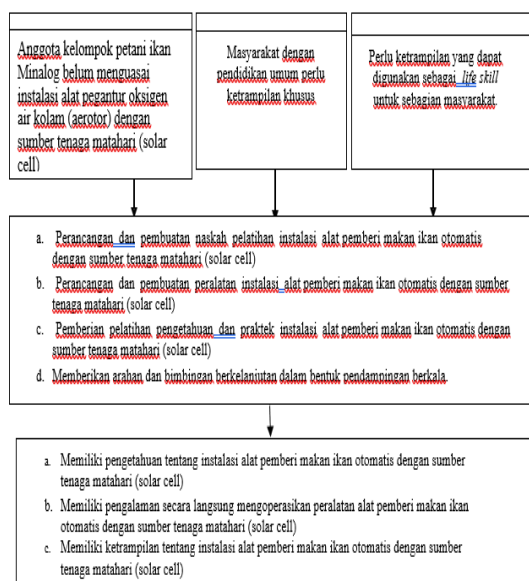 Anggota kelompok petani ikan
Minalog belum menguasai
instalasi alat pegantur oksigen
air kolam (aerotor) dengan
sumber tenaga matahari (solar
cell)
Masyarakat dengan
pendidikan umum perlu
ketrampilan khusus
Perlu ketrampilan yang dapat
digunakan sebagai life skill
untuk sebagian masyarakat.
a. Perancangan dan pembuatan naskah pelatihan instalasi alat pemberi makan ikan otomatis
dengan sumber tenaga matahari (solar cell)
b. Perancangan dan pembuatan peralatan instalasi alat pemberi makan ikan otomatis dengan sumber
tenaga matahari (solar cell)
c. Pemberian pelatihan pengetahuan dan praktek instalasi alat pemberi makan ikan otomatis dengan
sumber tenaga matahari (solar cell)
d. Memberikan arahan dan bimbingan berkelanjutan dalam bentuk pendampingan berkala.
a. Memiliki pengetahuan tentang instalasi alat pemberi makan ikan otomatis dengan sumber
tenaga matahari (solar cell)
b. Memiliki pengalaman secara langsung mengoperasikan peralatan alat pemberi makan ikan
otomatis dengan sumber tenaga matahari (solar cell)
c. Memiliki ketrampilan tentang instalasi alat pemberi makan ikan otomatis dengan sumber
tenaga matahari (solar cell)